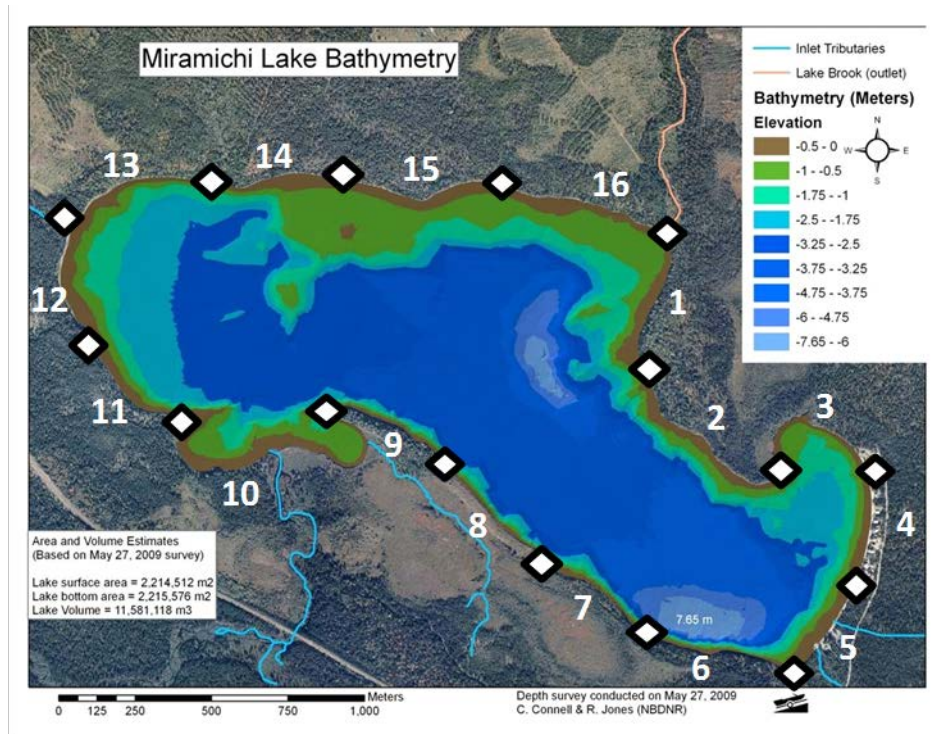 Miramichi Lake Bathymetry
Inlet Tributaries
Lake Brook (outlet)
Bathymetry (Meters)
Elevation
-0.5 - 0
-1 - -0.5
-1.75 - -1
-2.5 - -1.75
-3.25 - -2.5
-3.75 - -3.25
-4.75 - -3.75
-6 - -4.75
-7.65 - -6
N
W
E
S
13
14
15
16
12
1
11
2
3
10
9
4
8
7
7.65 m
5
6
Area and Volume Estimates
(Based on May 27, 2009 survey)
Lake surface area = 2,214,512 m2
Lake bottom area = 2,215,576 m2
Lake Volume = 11,581,118 m3
Meters
0 125 250 500 750 1,000
Depth survey conducted on May 27, 2009
C. Connell & R. Jones (NBDNR)